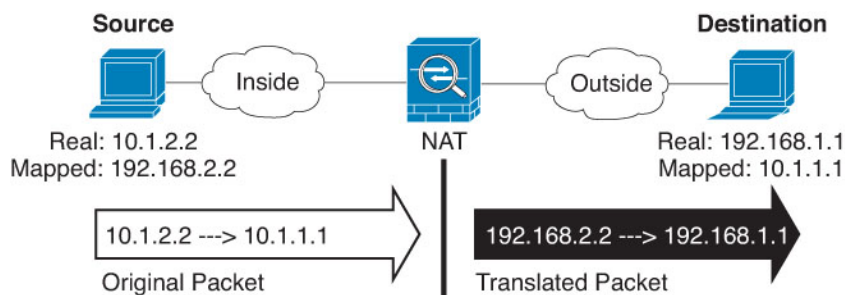 Source
Destination
Inside
Outside
NAT
Real: 10.1.2.2
Mapped: 192.168.2.2
Real: 192.168.1.1
Mapped: 10.1.1.1
10.1.2.2 ---> 10.1.1.1
192.168.2.2 ---> 192.168.1.1
Original Packet
Translated Packet